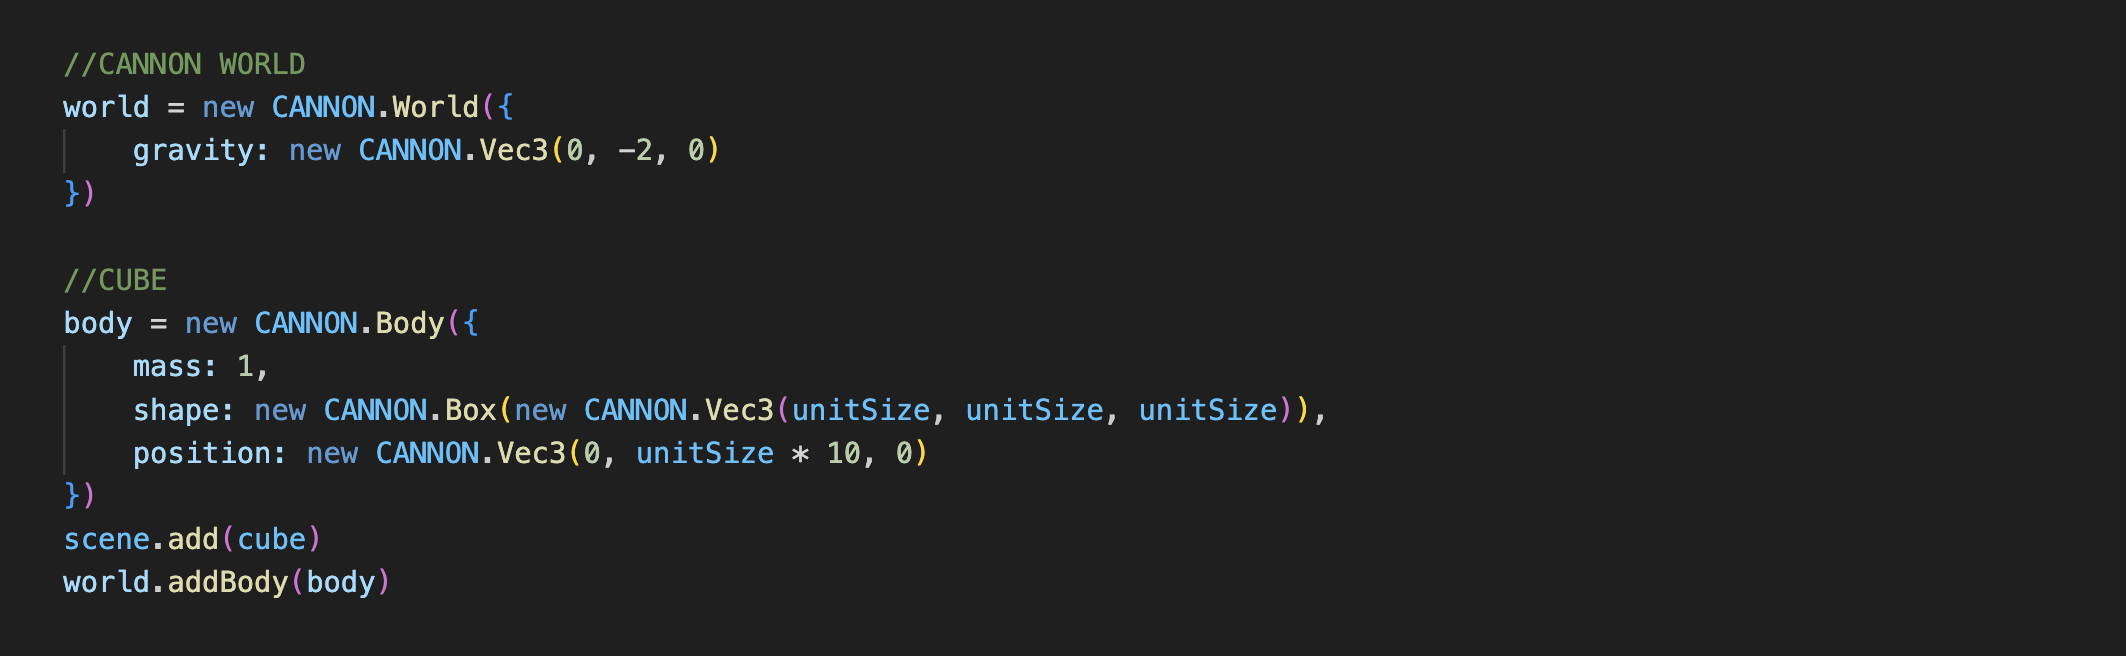 //CANNON WORLD
world = new CANNON.World({
    gravity: new CANNON.Vec3(0, -2, 0)
})
//CUBE
body = new CANNON.Body({
    mass: 1,
    shape: new CANNON.Box(new CANNON.Vec3(unitSize, unitSize, unitSize)),
    position: new CANNON.Vec3(0, unitSize * 10, 0)
})
scene.add(cube)
world.addBody(body)